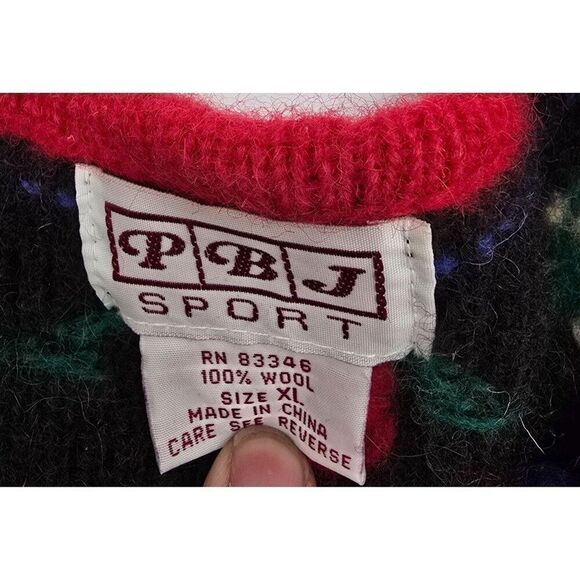 PBJ
SPORT
RN 83346
100% WOOL
SIZE XL
MADE IN CHINA
CARE SEE REVERSE